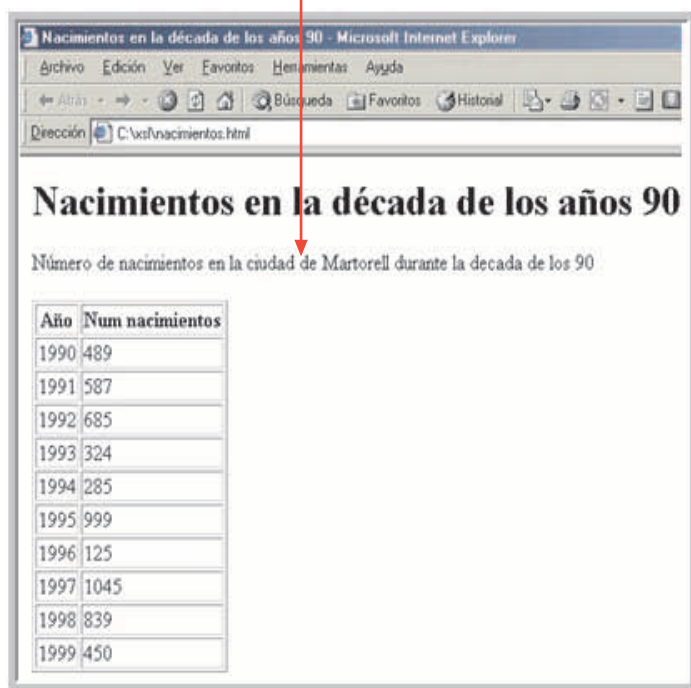 Nacimientos en la década de los años 90 - Microsoft Internet Explorer
Archivo Edición Ver Favoritos Herramientas Ayuda
Atrás Búsqueda Favoritos Historial
Dirección C:\xsl\nacimientos.html
Nacimientos en la década de los años 90
Número de nacimientos en la ciudad de Martorell durante la decada de los 90
Año Num nacimientos
1990 489
1991 587
1992 685
1993 324
1994 285
1995 999
1996 125
1997 1045
1998 839
1999 450